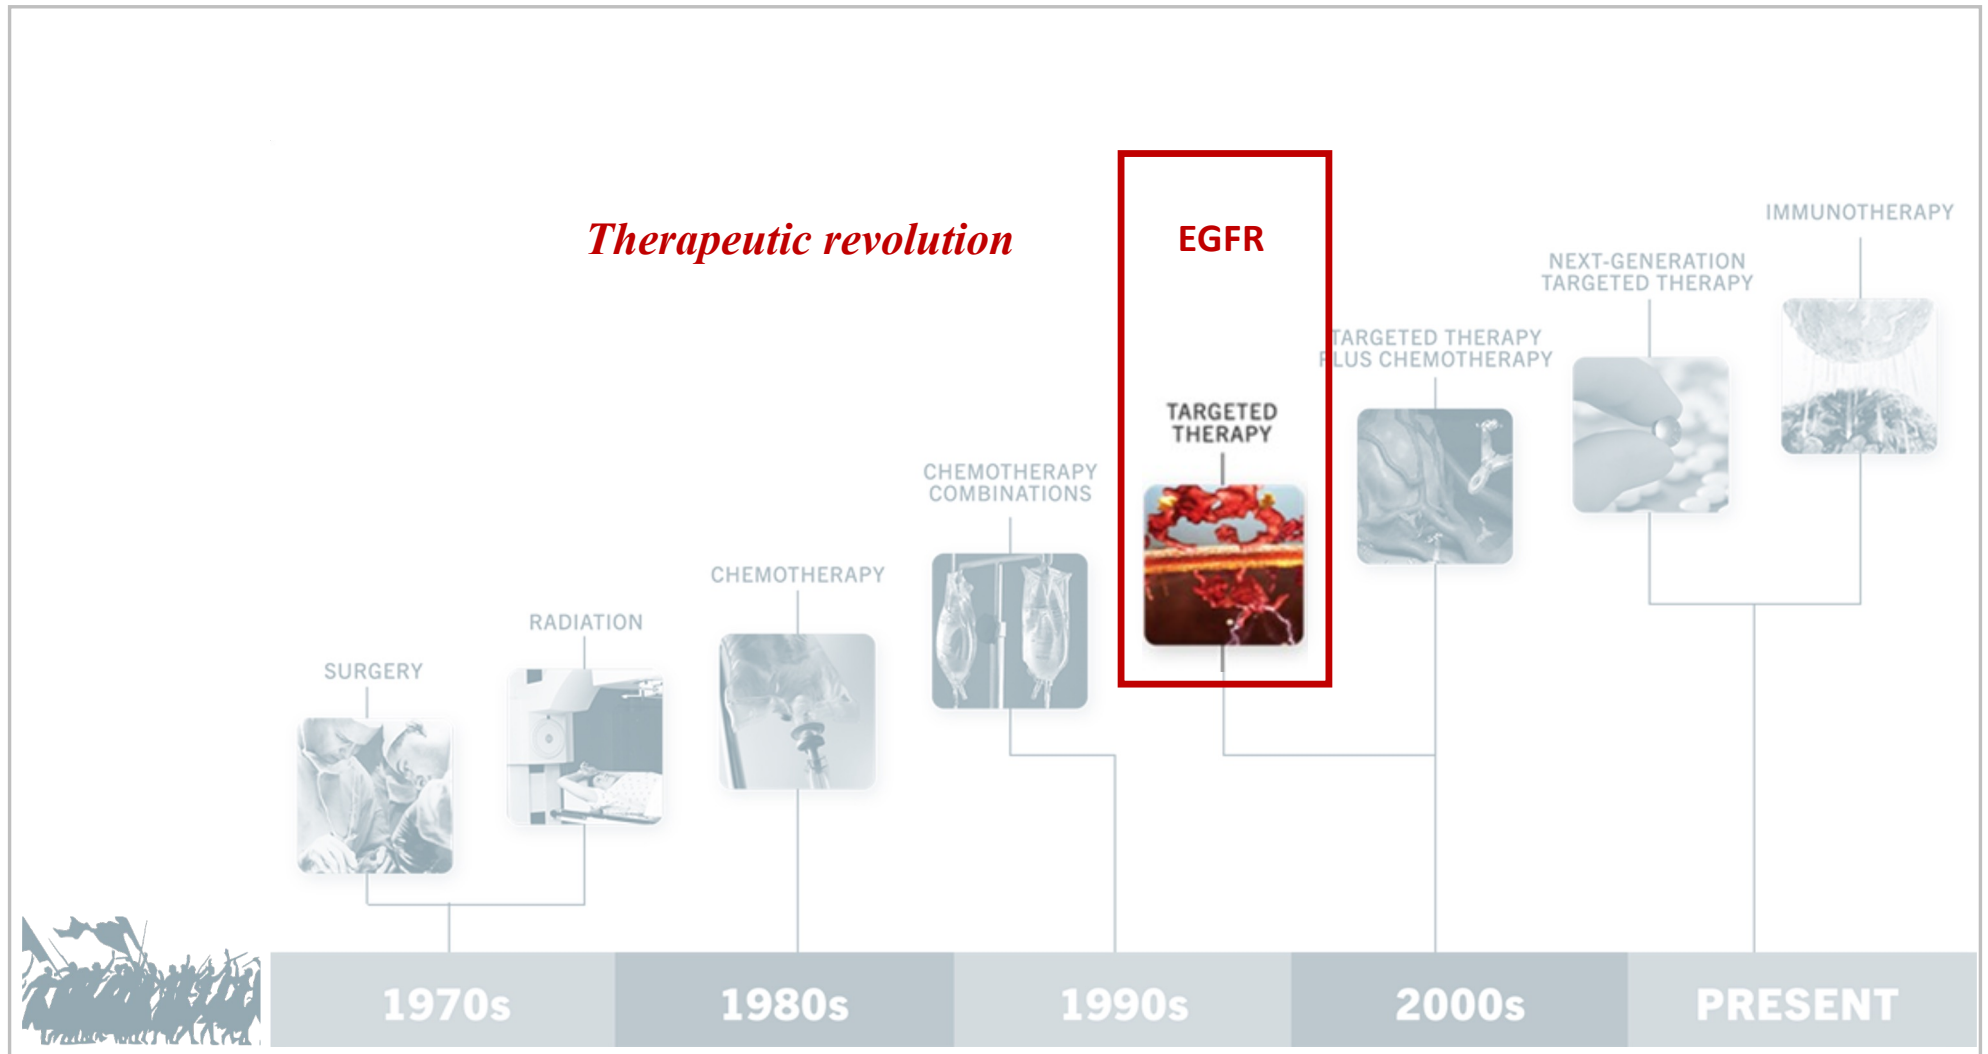 Therapeutic revolution
EGFR
IMMUNOTHERAPY
NEXT-GENERATION
TARGETED THERAPY
TARGETED THERAPY
PLUS CHEMOTHERAPY
TARGETED
THERAPY
CHEMOTHERAPY
COMBINATIONS
CHEMOTHERAPY
RADIATION
SURGERY
1970s
1980s
1990s
2000s
PRESENT